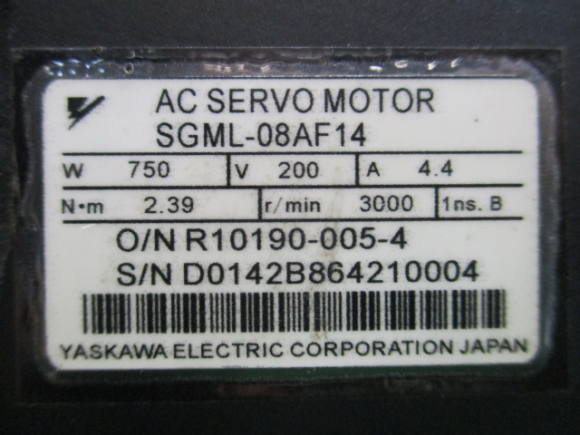 AC SERVO MOTOR
SGML-08AF14
W 750 V 200 A 4.4
N·m 2.39 r/min 3000 1ns. B
O/N R10190-005-4
S/N D0142B864210004
YASKAWA ELECTRIC CORPORATION JAPAN